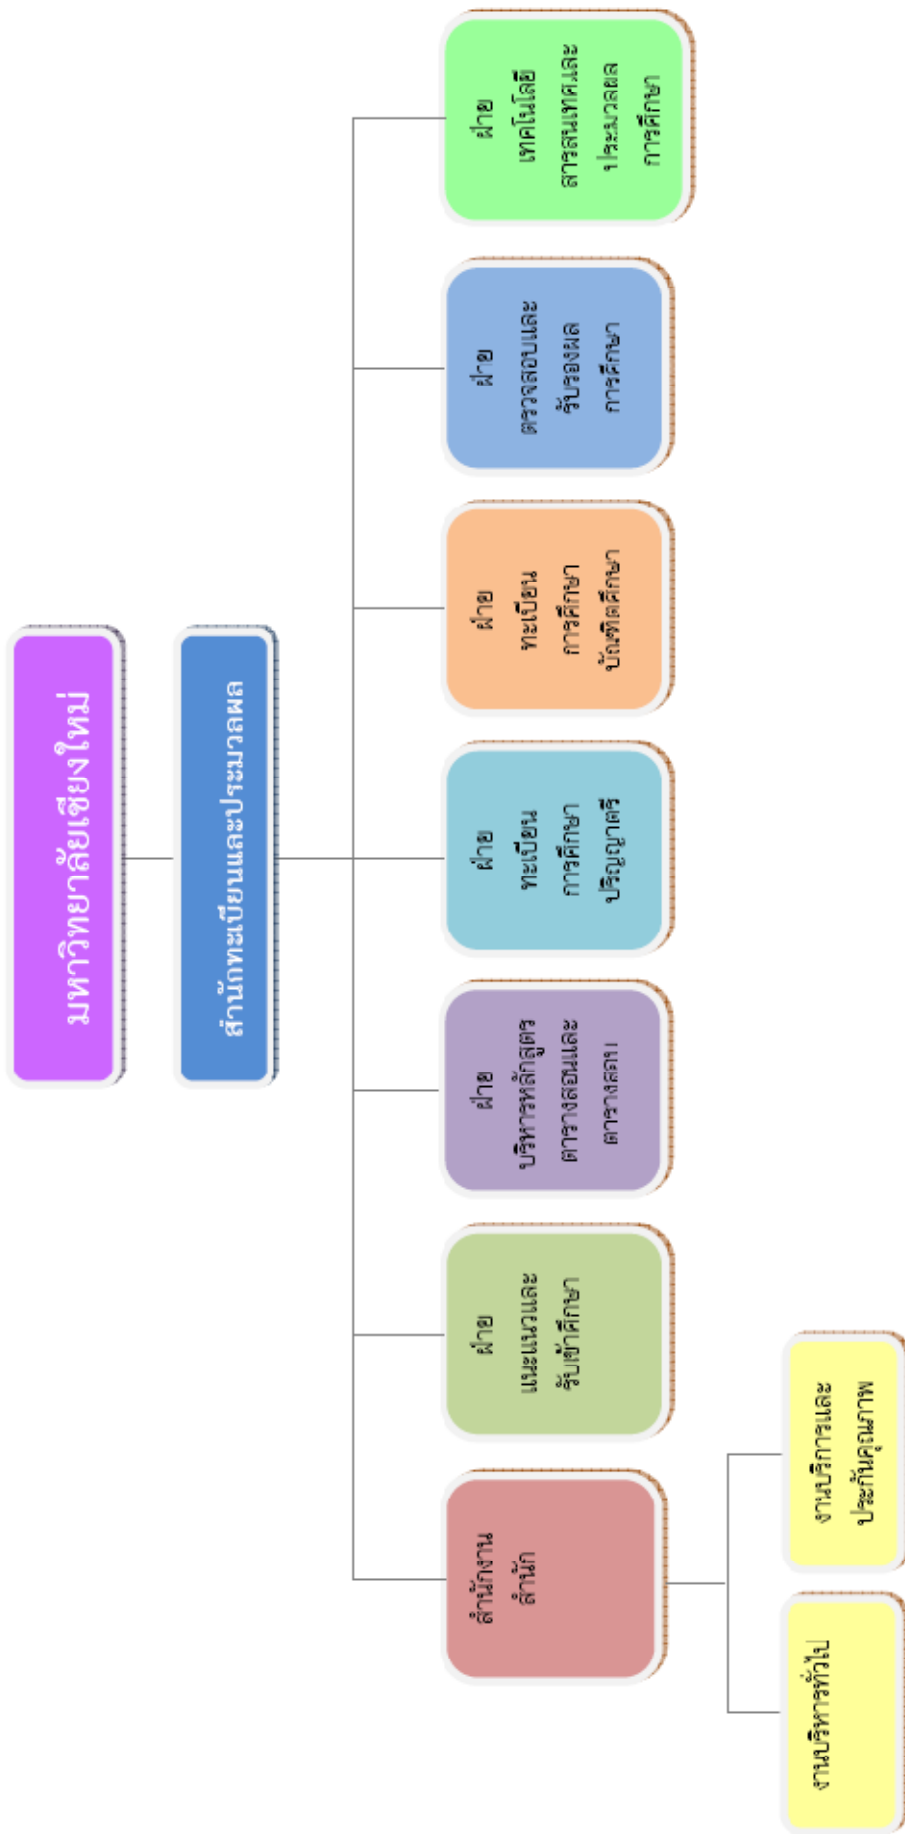 มหาวิทยาลัยเชียงใหม่
สำนักทะเบียนและประมวลผล
สำนักงาน
สำนัก
ฝ่าย
แนะแนวและ
รับเข้าศึกษา
ฝ่าย
บริหารหลักสูตร
ตารางสอนและ
ตารางสอบ
ฝ่าย
ทะเบียน
การศึกษา
ปริญญาตรี
ฝ่าย
ทะเบียน
การศึกษา
บัณฑิตศึกษา
ฝ่าย
ตรวจสอบและ
รับรองผล
การศึกษา
ฝ่าย
เทคโนโลยี
สารสนเทศและ
ประมวลผล
การศึกษา
งานบริหารทั่วไป
งานบริการและ
ประกันคุณภาพ